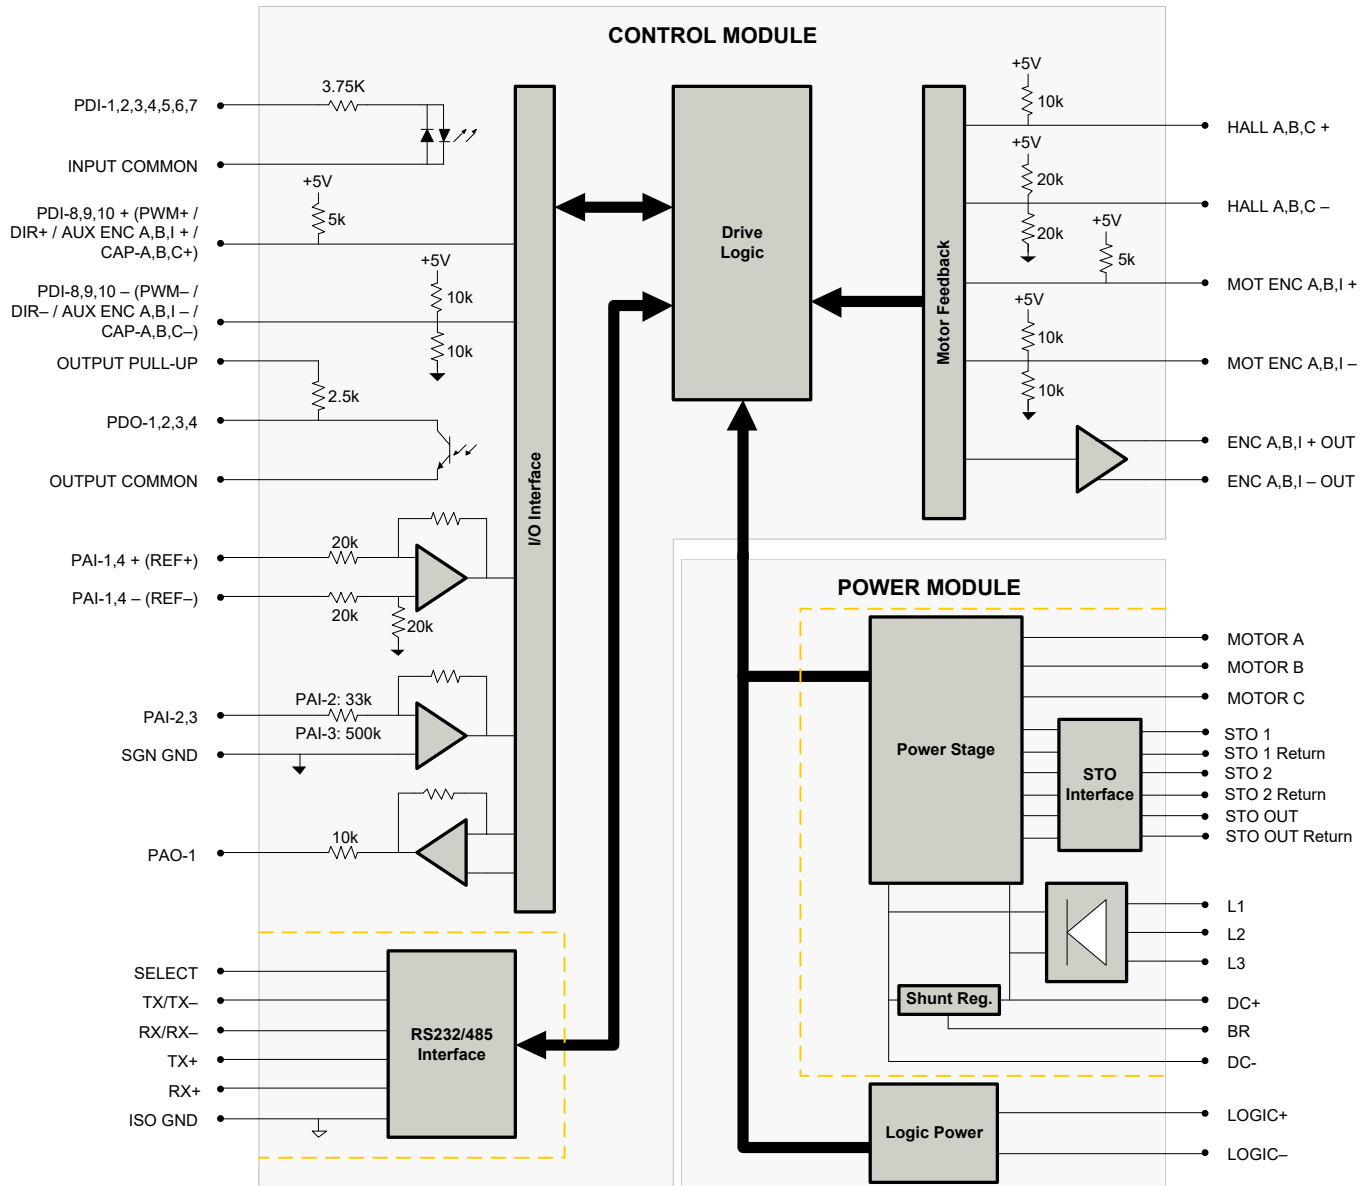 CONTROL MODULE
3.75K
PDI-1,2,3,4,5,6,7
INPUT COMMON
+5V
5k
PDI-8,9,10 + (PWM+ /
DIR+ / AUX ENC A,B,I + /
CAP-A,B,C+)
+5V
10k
PDI-8,9,10 – (PWM– /
DIR– / AUX ENC A,B,I – /
CAP-A,B,C–)
10k
OUTPUT PULL-UP
2.5k
PDO-1,2,3,4
OUTPUT COMMON
20k
PAI-1,4 + (REF+)
PAI-1,4 – (REF–)
20k
20k
PAI-2: 33k
PAI-2,3
PAI-3: 500k
SGN GND
10k
PAO-1
I/O Interface
SELECT
TX/TX–
RX/RX–
TX+
RX+
ISO GND
RS232/485
Interface
Drive
Logic
Motor Feedback
+5V
10k
HALL A,B,C +
+5V
20k
HALL A,B,C –
20k
+5V
5k
MOT ENC A,B,I +
+5V
10k
MOT ENC A,B,I –
10k
ENC A,B,I + OUT
ENC A,B,I – OUT
POWER MODULE
Power Stage
MOTOR A
MOTOR B
MOTOR C
STO
Interface
STO 1
STO 1 Return
STO 2
STO 2 Return
STO OUT
STO OUT Return
L1
L2
L3
Shunt Reg.
DC+
BR
DC-
Logic Power
LOGIC+
LOGIC–